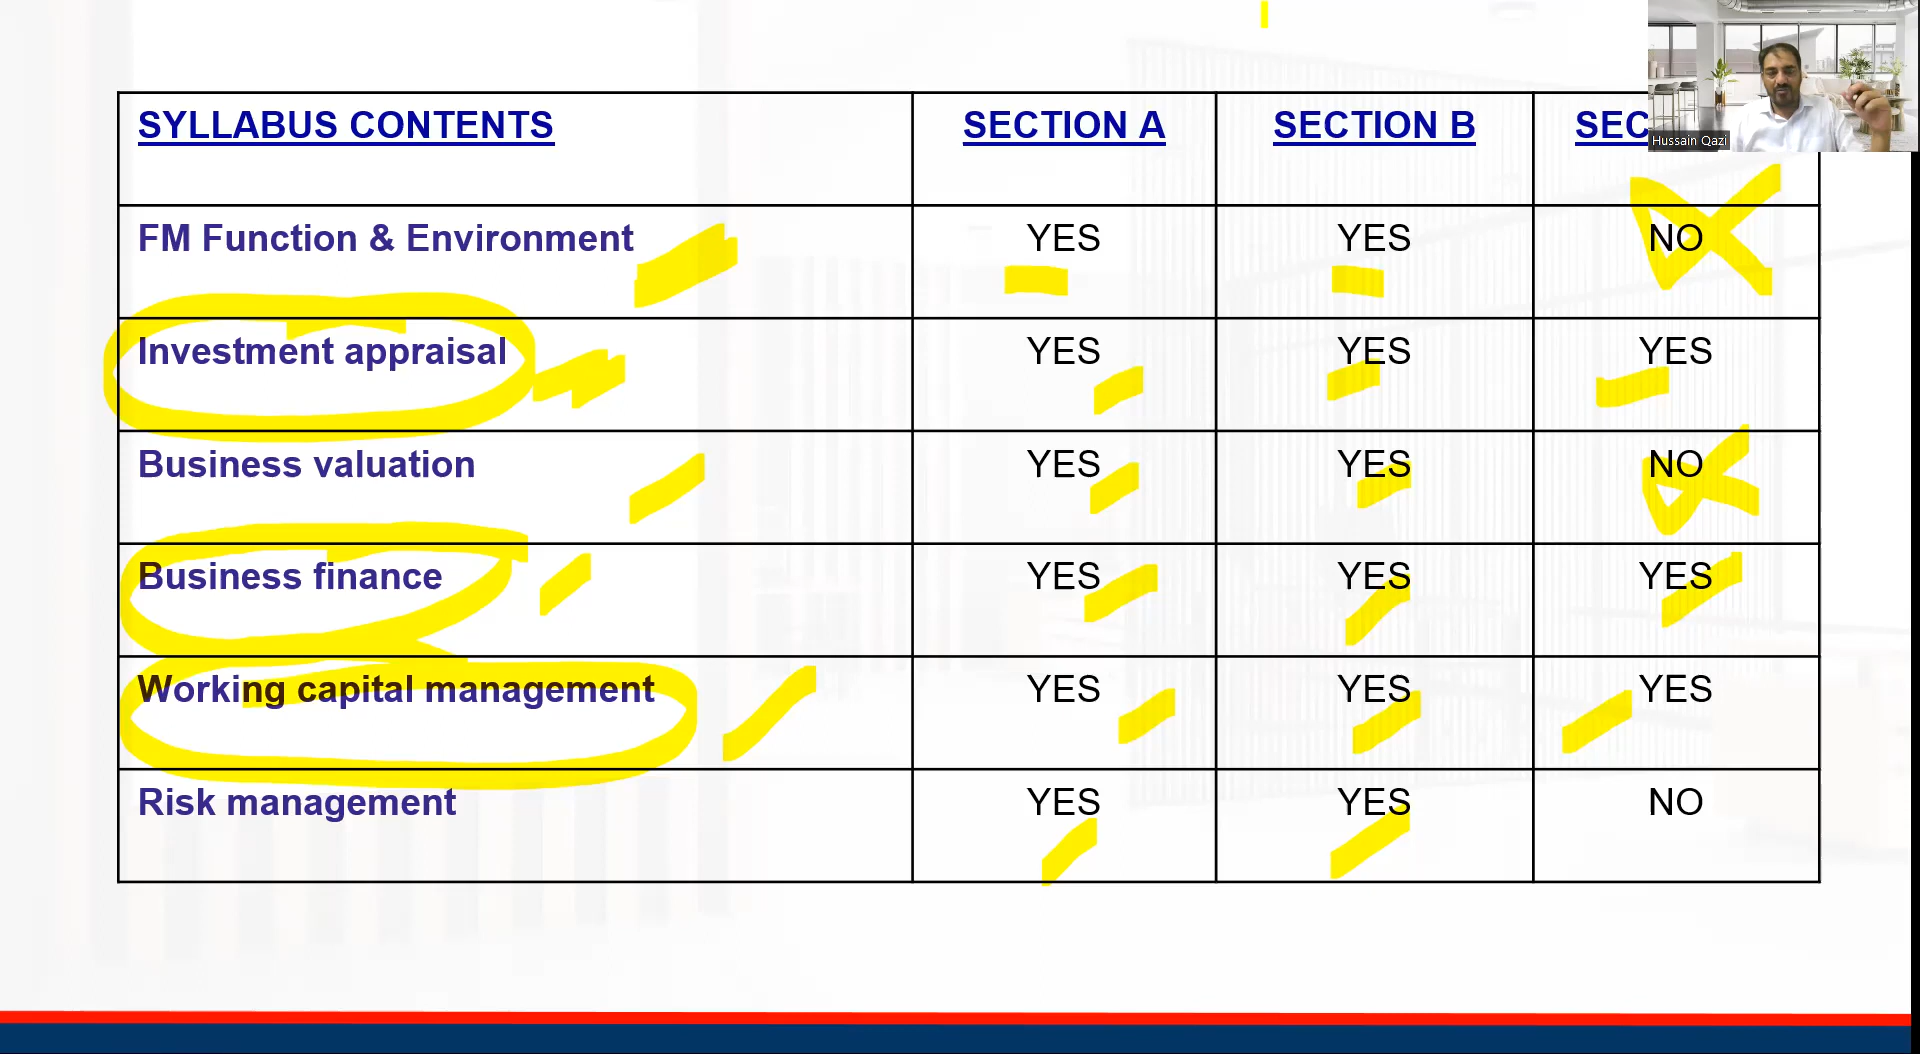 SYLLABUS CONTENTS SECTION A SECTION B SEC
FM Function & Environment YES YES NO
Investment appraisal YES YES YES
Business valuation YES YES NO
Business finance YES YES YES
Working capital management YES YES YES
Risk management YES YES NO
Hussain Qazi